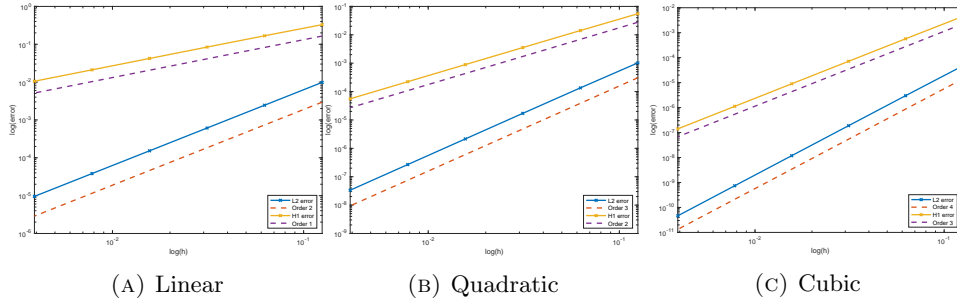 10^0
10^-1
10^-2
10^-3
10^-4
10^-5
10^-6
log(error)
10^-2
10^-1
log(h)
L2 error
Order 2
H1 error
Order 1
10^-1
10^-2
10^-3
10^-4
10^-5
10^-6
10^-7
10^-8
10^-9
log(error)
10^-2
10^-1
log(h)
L2 error
Order 3
H1 error
Order 2
10^-2
10^-3
10^-4
10^-5
10^-6
10^-7
10^-8
10^-9
10^-10
10^-11
log(error)
10^-2
10^-1
log(h)
L2 error
Order 4
H1 error
Order 3
(A) Linear
(B) Quadratic
(C) Cubic